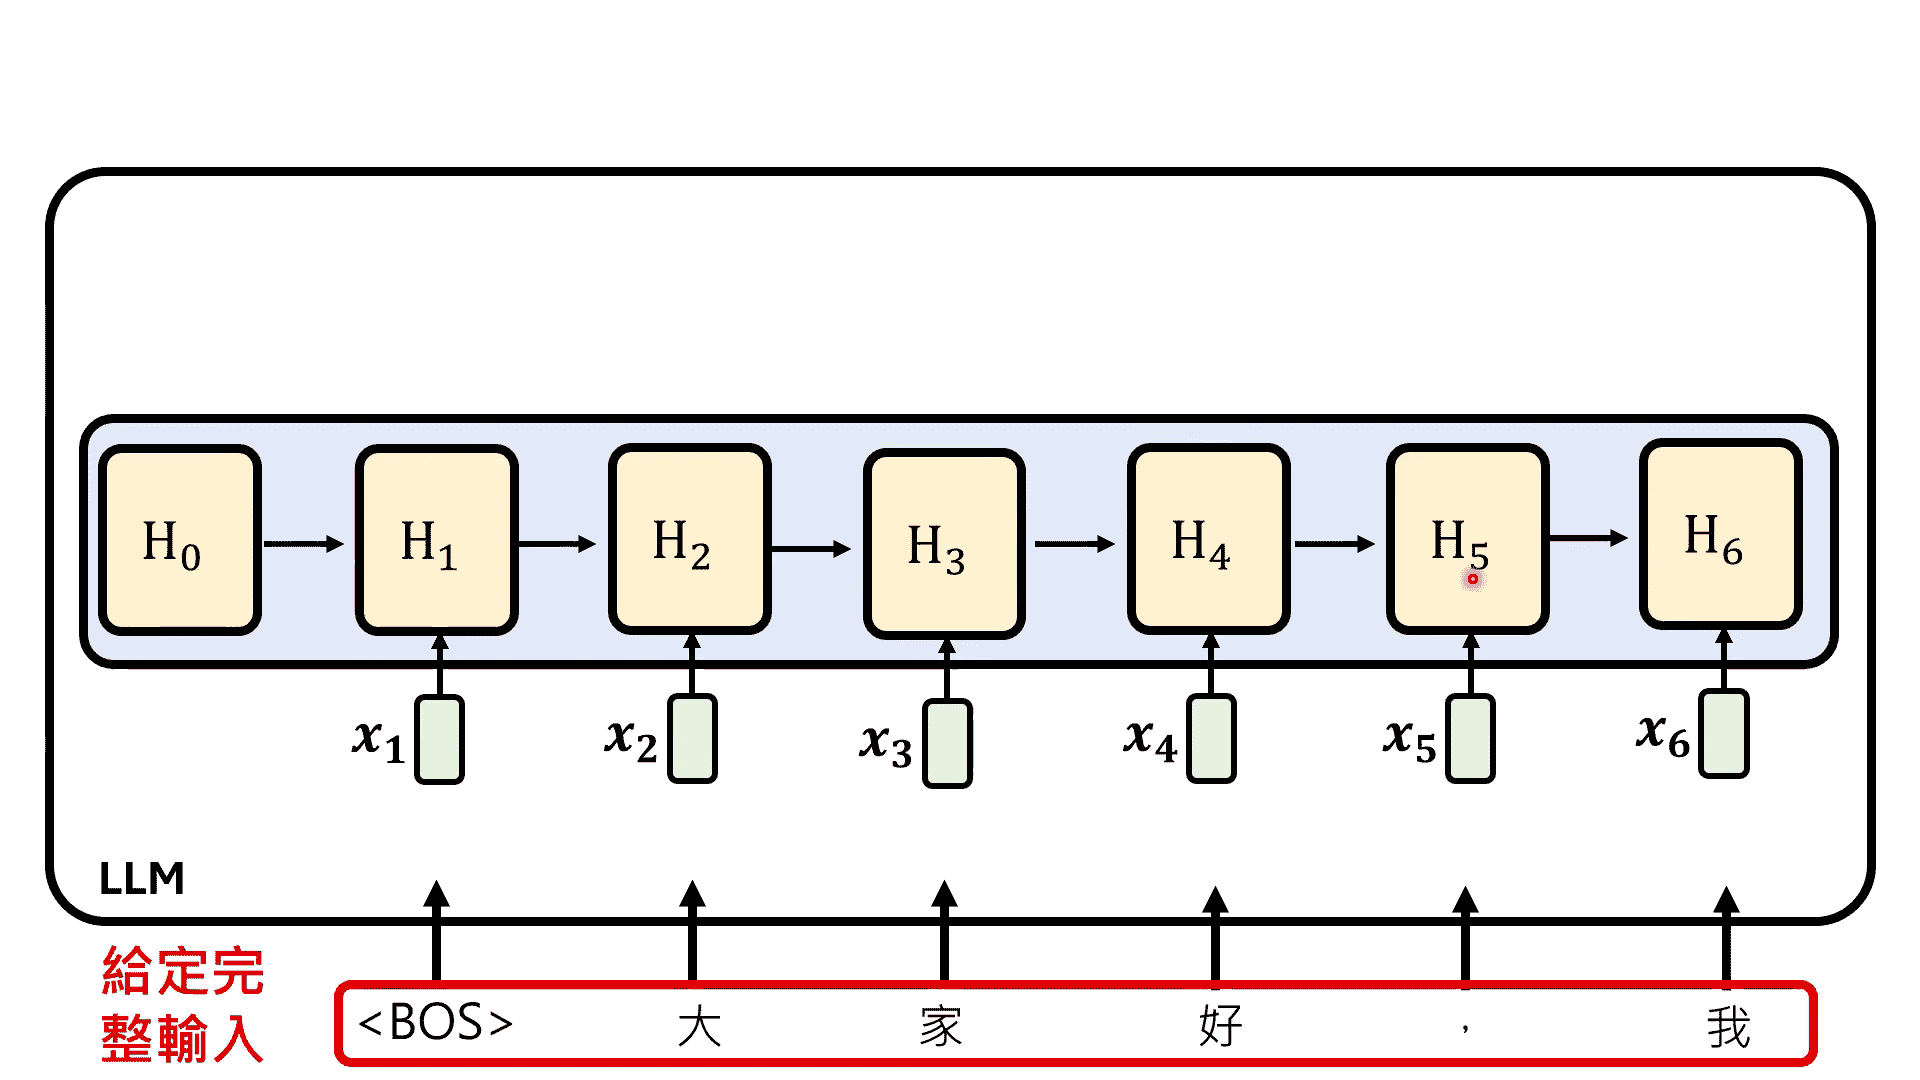 H₀ H₁ H₂ H₃ H₄ H₅ H₆
x₁ x₂ x₃ x₄ x₅ x₆
LLM
給定完
整輸入
<BOS> 大 家 好 , 我